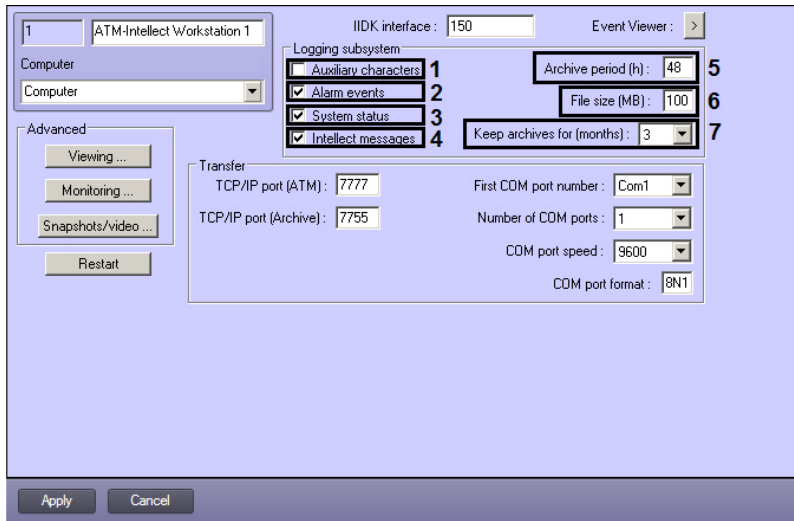 1 ATM-Intellect Workstation 1
IIDK interface : 150
Event Viewer : >
Computer
Computer
Logging subsystem
Auxiliary characters 1
Alarm events 2
System status 3
Intellect messages 4
Archive period (h) : 48 5
File size (MB) : 100 6
Keep archives for (months) : 3 7
Advanced
Viewing ...
Monitoring ...
Snapshots/video ...
Restart
Transfer
TCP/IP port (ATM) : 7777
TCP/IP port (Archive) : 7755
First COM port number : Com1
Number of COM ports : 1
COM port speed : 9600
COM port format : 8N1
Apply Cancel